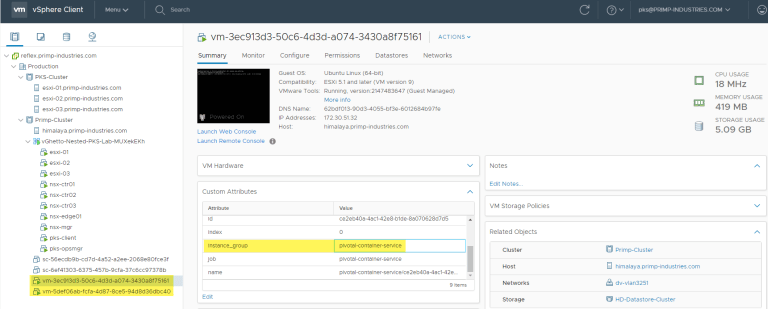 vm vSphere Client Menu Search pks@PRIMP-INDUSTRIES.COM
reflex.primp-industries.com
Production
PKS-Cluster
esxi-01.primp-industries.com
esxi-02.primp-industries.com
esxi-03.primp-industries.com
Primp-Cluster
himalaya.primp-industries.com
vGhetto-Nested-PKS-Lab-MUXekEKh
esxi-01
esxi-02
esxi-03
nsx-ctr01
nsx-ctr02
nsx-ctr03
nsx-edge01
nsx-mgr
pks-client
pks-opsmgr
sc-56ecdb9b-cd7d-4a52-a2ee-2068e80fce3f
sc-6ef41303-6375-457b-9cfa-37c6cc97378b
vm-3ec913d3-50c6-4d3d-a074-3430a8f75161
vm-5def06ab-fcfa-4d87-8ce5-94d8d36dbc40
vm-3ec913d3-50c6-4d3d-a074-3430a8f75161 ACTIONS
Summary Monitor Configure Permissions Datastores Networks
Powered On
Launch Web Console
Launch Remote Console
Guest OS: Ubuntu Linux (64-bit)
Compatibility: ESXi 5.1 and later (VM version 9)
VMware Tools: Running, version:2147483647 (Guest Managed)
More info
DNS Name: 62bdf013-90d3-4055-bf3e-6012684b97fe
IP Addresses: 172.30.51.32
Host: himalaya.primp-industries.com
CPU USAGE
18 MHz
MEMORY USAGE
419 MB
STORAGE USAGE
5.09 GB
VM Hardware
Custom Attributes
Attribute Value
id ce2eb40a-4ac1-42e8-b1de-8a070628d7d5
index 0
instance_group pivotal-container-service
job pivotal-container-service
name pivotal-container-service/ce2eb40a-4ac1-42e...
9 items
Edit
Notes
Edit Notes...
VM Storage Policies
Related Objects
Cluster Primp-Cluster
Host himalaya.primp-industries.com
Networks dv-vlan3251
Storage HD-Datastore-Cluster